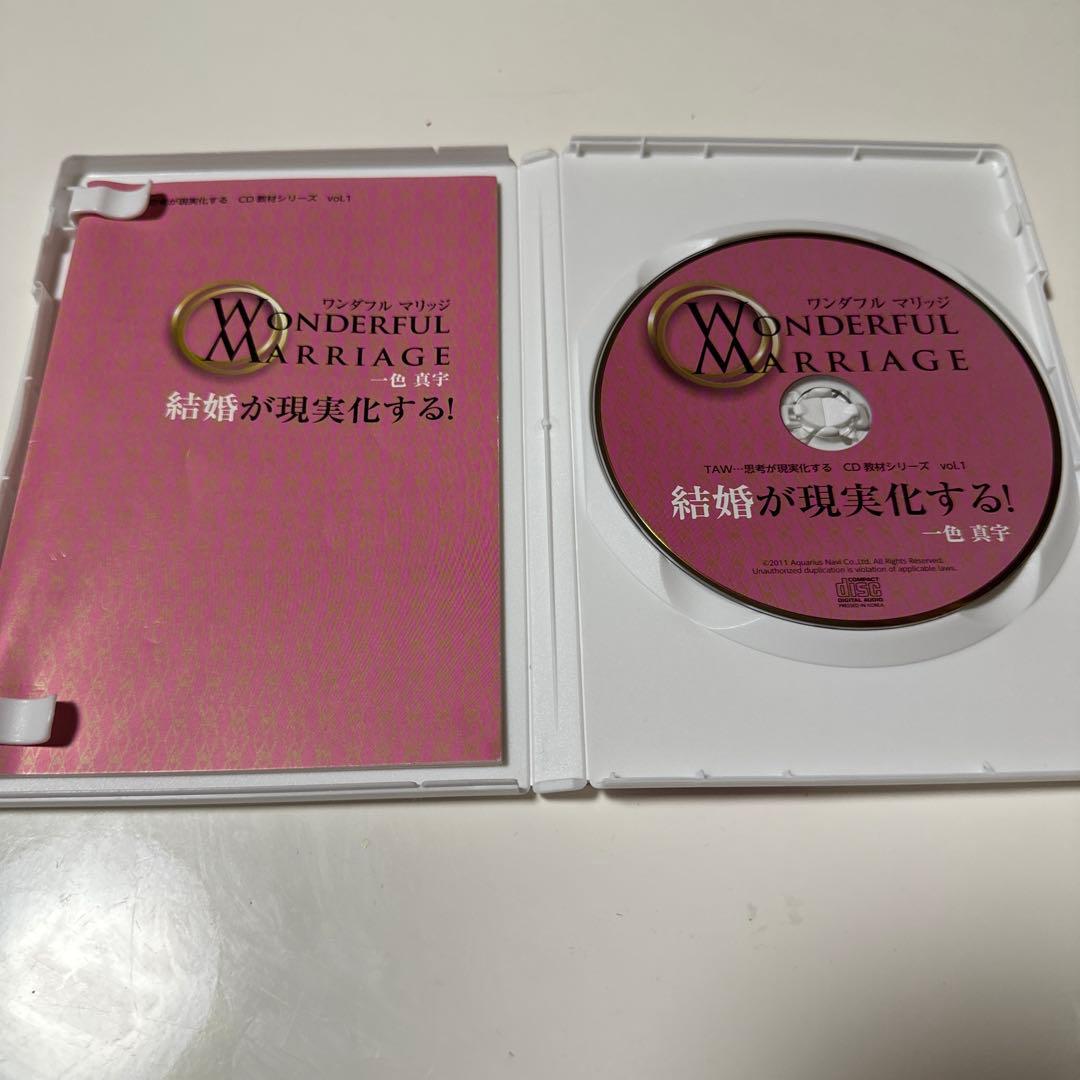 考が現実化する CD教材シリーズ vol.1
ワンダフル マリッジ
WONDERFUL
MARRIAGE
一色 真宇
結婚が現実化する!
ワンダフル マリッジ
WONDERFUL
MARRIAGE
TAW…思考が現実化する CD教材シリーズ vol.1
結婚が現実化する!
一色 真宇
©2011 Aquarius Navi Co.,Ltd. All Rights Reserved.
Unauthorized duplication is violation of applicable laws.
COMPACT
disc
DIGITAL AUDIO
PRESSED IN KOREA